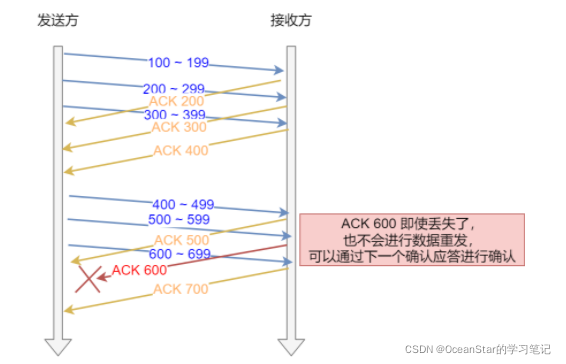 发送方
接收方
100 ~ 199
200 ~ 299
ACK 200
300 ~ 399
ACK 300
ACK 400
400 ~ 499
500 ~ 599
ACK 500
600 ~ 699
ACK 600
ACK 700
ACK 600 即使丢失了，
也不会进行数据重发，
可以通过下一个确认应答进行确认
CSDN @OceanStar的学习笔记